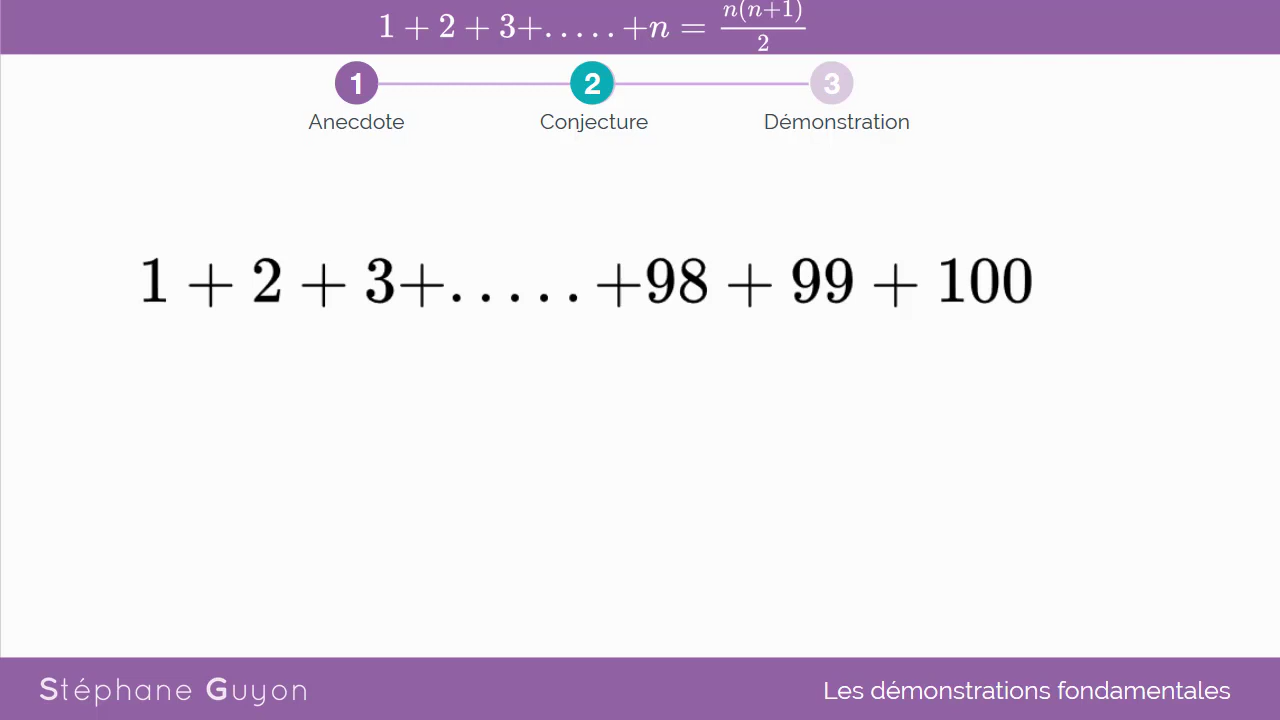 1 + 2 + 3+.....+n = n(n+1)/2
1 2 3
Anecdote Conjecture Démonstration
1 + 2 + 3+.....+98 + 99 + 100
Stéphane Guyon Les démonstrations fondamentales